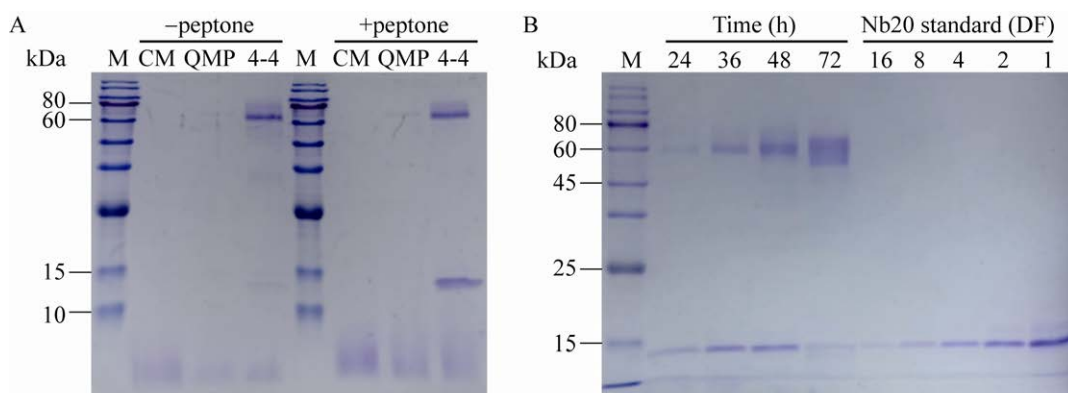 A −peptone +peptone
kDa M CM QMP 4-4 M CM QMP 4-4
80
60
15
10
B Time (h) Nb20 standard (DF)
kDa M 24 36 48 72 16 8 4 2 1
80
60
45
25
15